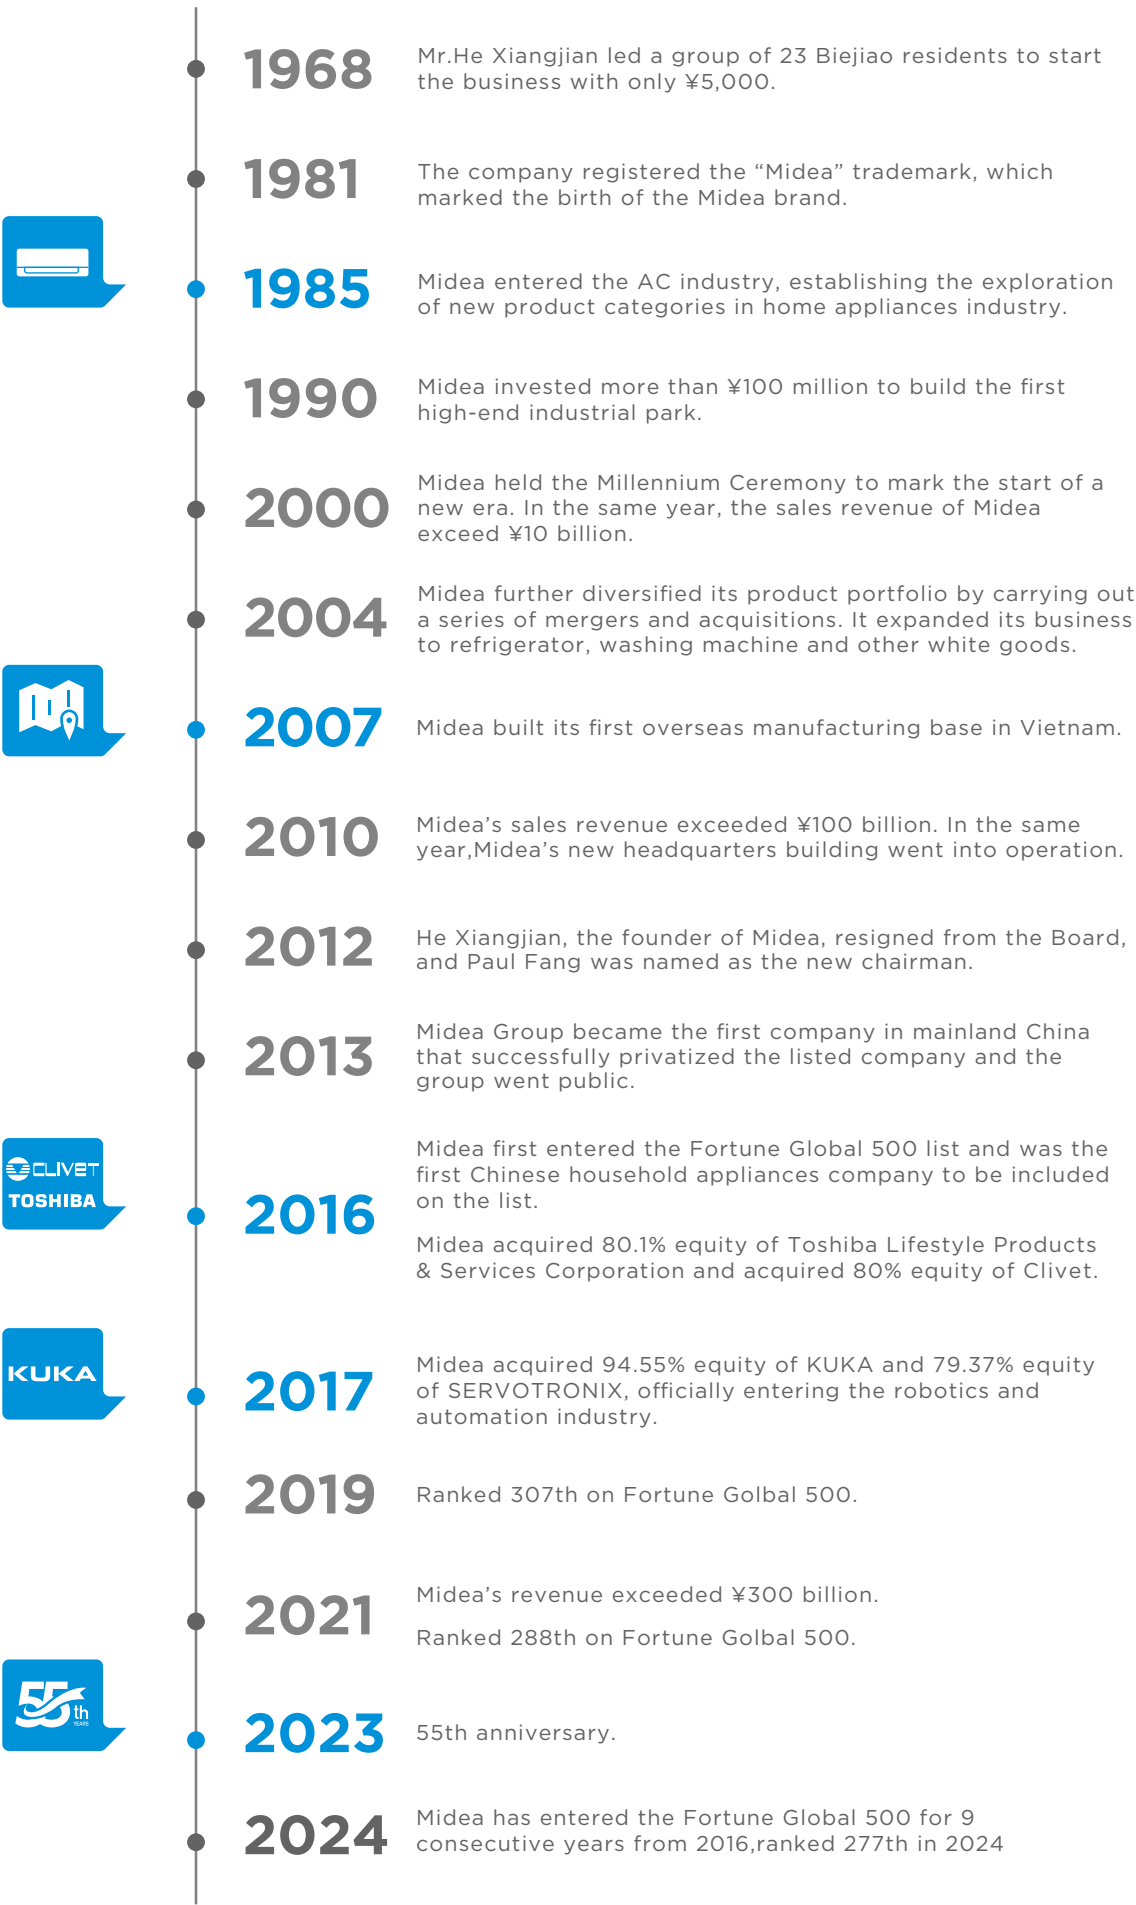 1968
Mr.He Xiangjian led a group of 23 Biejiao residents to start
the business with only ¥5,000.
1981
The company registered the “Midea” trademark, which
marked the birth of the Midea brand.
1985
Midea entered the AC industry, establishing the exploration
of new product categories in home appliances industry.
1990
Midea invested more than ¥100 million to build the first
high-end industrial park.
2000
Midea held the Millennium Ceremony to mark the start of a
new era. In the same year, the sales revenue of Midea
exceed ¥10 billion.
2004
Midea further diversified its product portfolio by carrying out
a series of mergers and acquisitions. It expanded its business
to refrigerator, washing machine and other white goods.
2007
Midea built its first overseas manufacturing base in Vietnam.
2010
Midea’s sales revenue exceeded ¥100 billion. In the same
year,Midea’s new headquarters building went into operation.
2012
He Xiangjian, the founder of Midea, resigned from the Board,
and Paul Fang was named as the new chairman.
2013
Midea Group became the first company in mainland China
that successfully privatized the listed company and the
group went public.
CLIVET
TOSHIBA
2016
Midea first entered the Fortune Global 500 list and was the
first Chinese household appliances company to be included
on the list.
Midea acquired 80.1% equity of Toshiba Lifestyle Products
& Services Corporation and acquired 80% equity of Clivet.
KUKA
2017
Midea acquired 94.55% equity of KUKA and 79.37% equity
of SERVOTRONIX, officially entering the robotics and
automation industry.
2019
Ranked 307th on Fortune Golbal 500.
2021
Midea’s revenue exceeded ¥300 billion.
Ranked 288th on Fortune Golbal 500.
55th
YEARS
2023
55th anniversary.
2024
Midea has entered the Fortune Global 500 for 9
consecutive years from 2016,ranked 277th in 2024